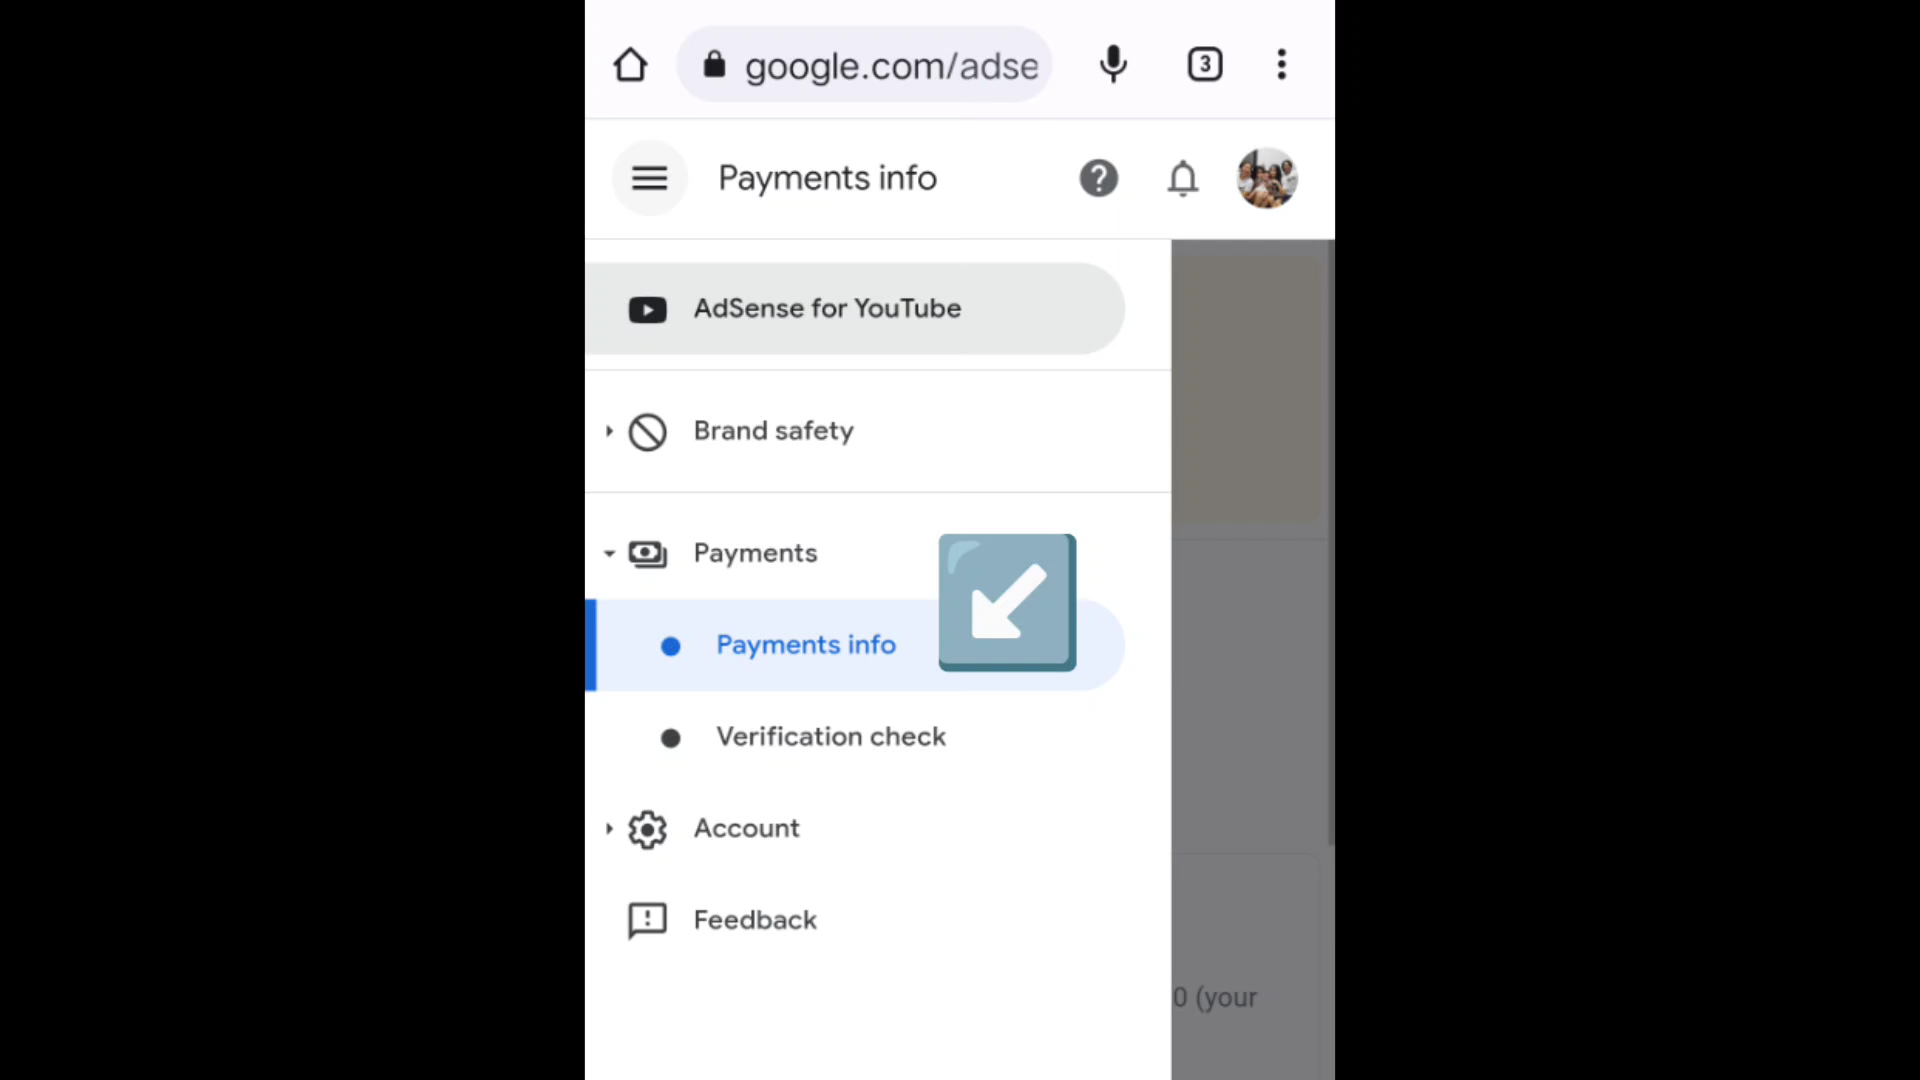 google.com/adse
3
Payments info
AdSense for YouTube
Brand safety
Payments
Payments info
Verification check
Account
Feedback
0 (your